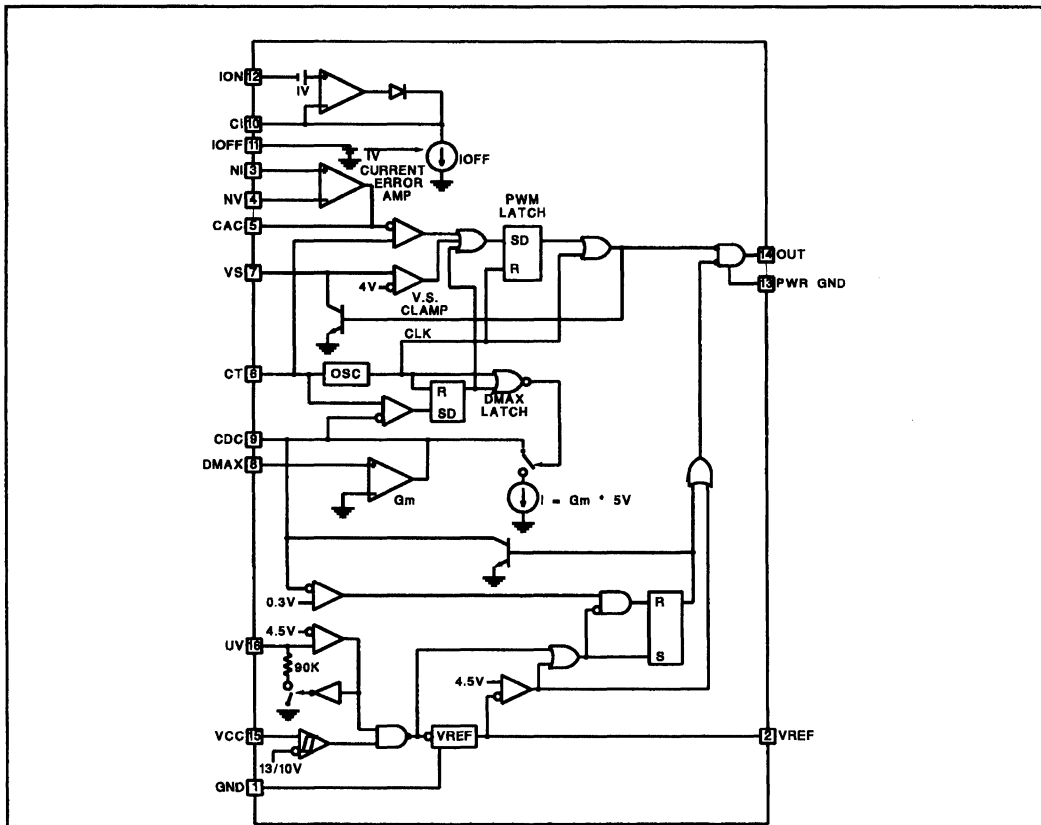 ION 12
1V
CI 10
IOFF 11
1V
IOFF
CURRENT
ERROR
AMP
NI 3
NV 4
CAC 5
PWM
LATCH
SD
R
14 OUT
13 PWR GND
VS 7
4V
V.S.
CLAMP
CLK
CT 6
OSC
R
SD
DMAX
LATCH
CDC 9
DMAX 8
Gm
I = Gm * 5V
0.3V
R
S
4.5V
UV 16
90K
4.5V
VCC 15
13/10V
VREF
2 VREF
GND 1